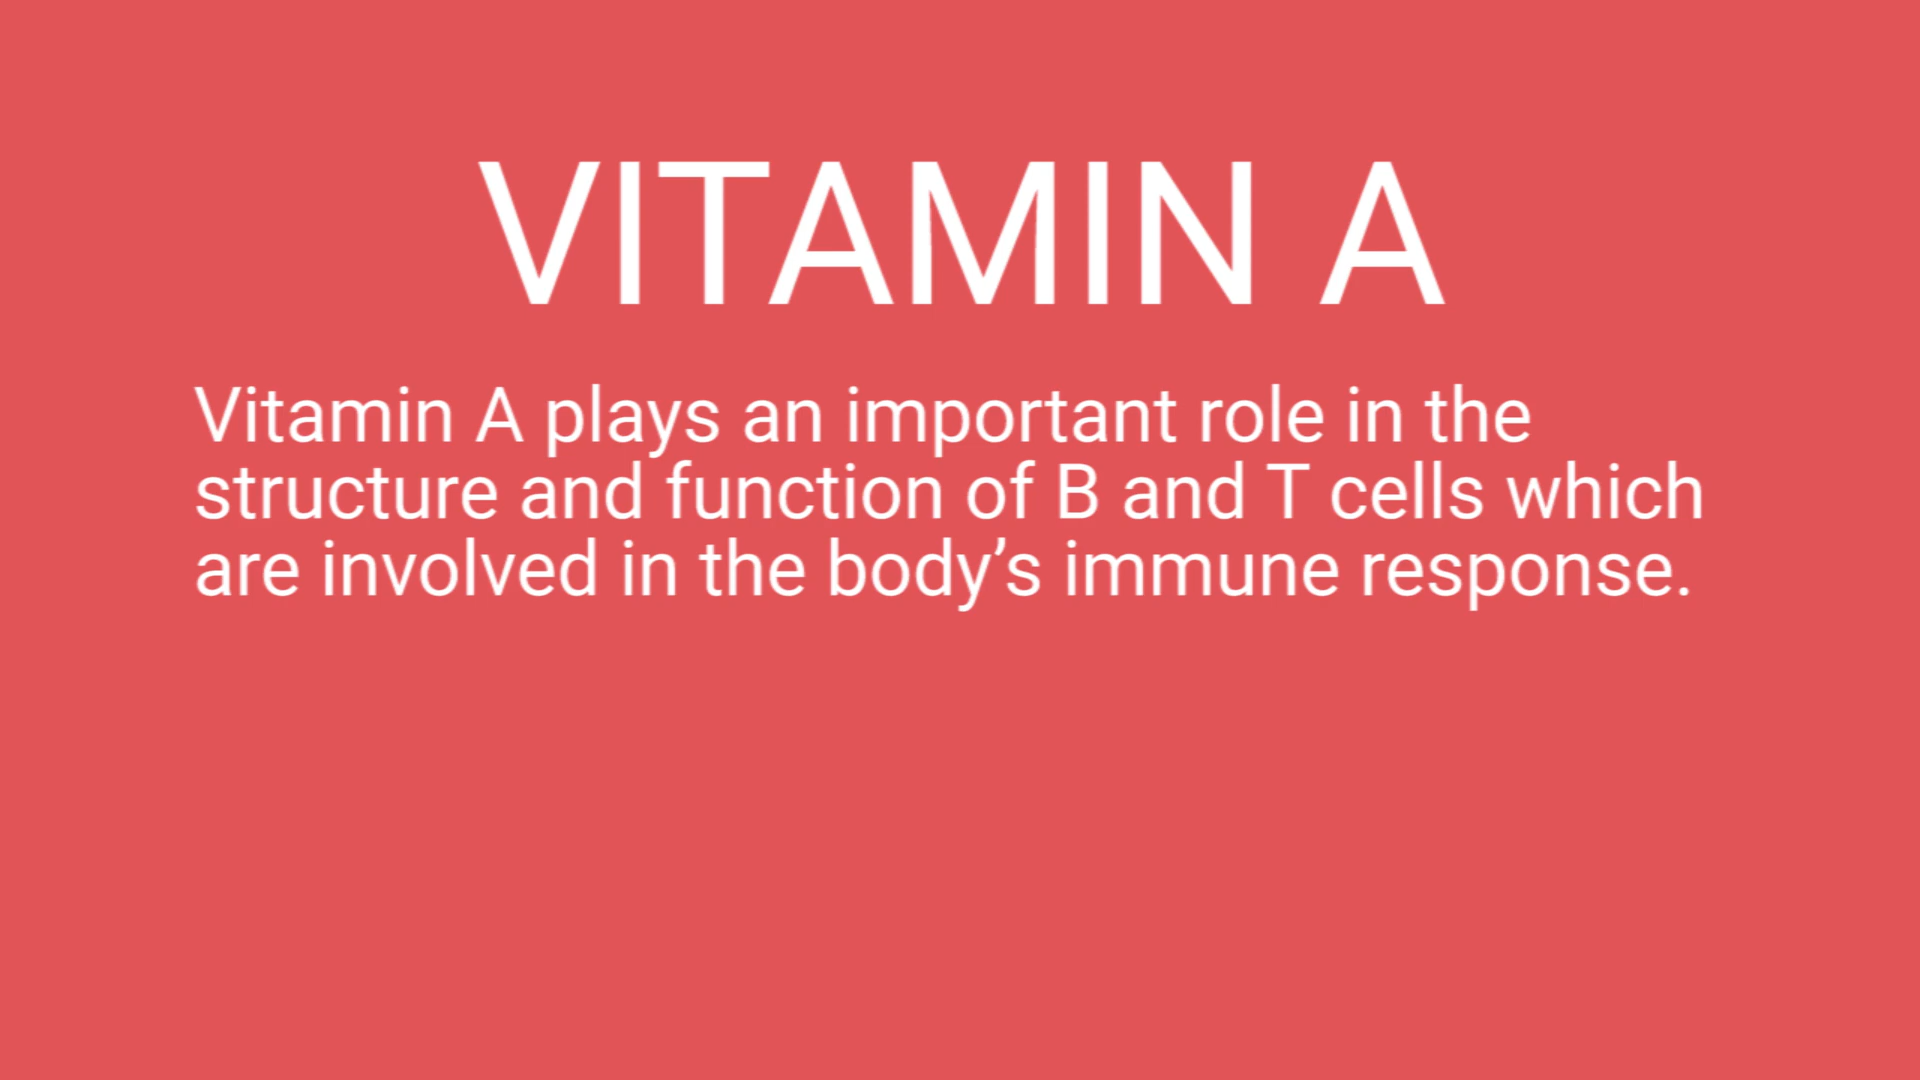 VITAMIN A
Vitamin A plays an important role in the
structure and function of B and T cells which
are involved in the body’s immune response.